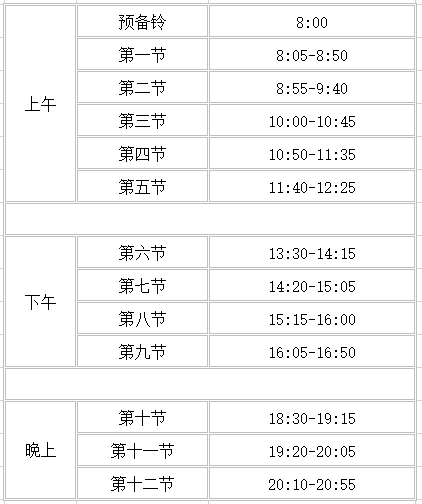 上午
预备铃 8:00
第一节 8:05-8:50
第二节 8:55-9:40
第三节 10:00-10:45
第四节 10:50-11:35
第五节 11:40-12:25
下午
第六节 13:30-14:15
第七节 14:20-15:05
第八节 15:15-16:00
第九节 16:05-16:50
晚上
第十节 18:30-19:15
第十一节 19:20-20:05
第十二节 20:10-20:55